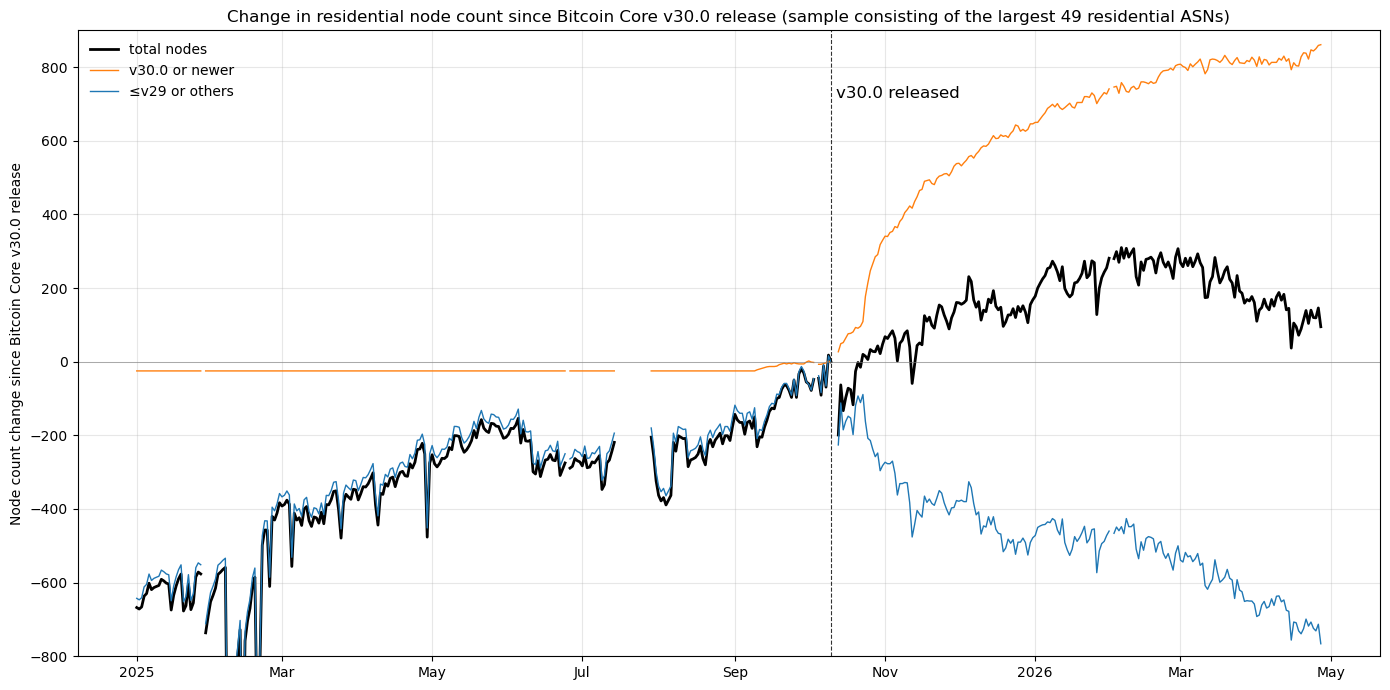 Change in residential node count since Bitcoin Core v30.0 release (sample consisting of the largest 49 residential ASNs)
total nodes
v30.0 or newer
≤v29 or others
v30.0 released
Node count change since Bitcoin Core v30.0 release
800
600
400
200
0
−200
−400
−600
−800
2025 Mar May Jul Sep Nov 2026 Mar May